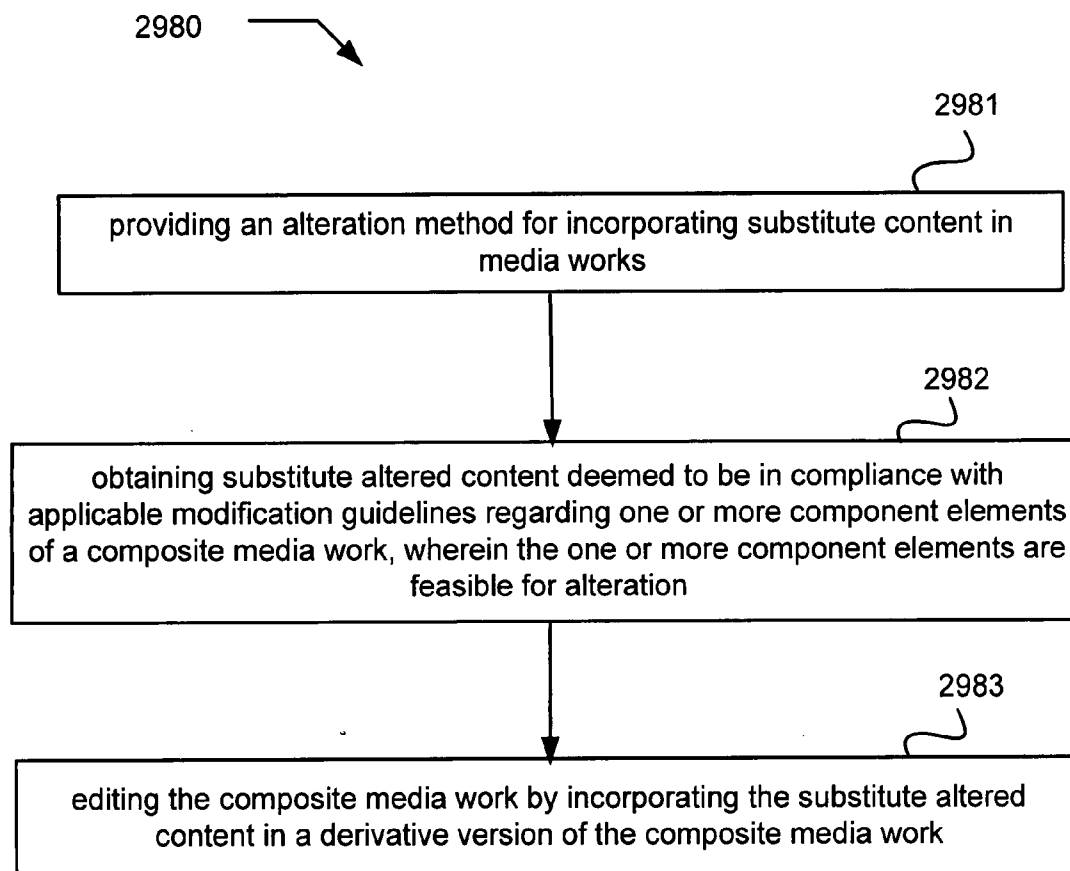 2980
2981
providing an alteration method for incorporating substitute content in
media works
2982
obtaining substitute altered content deemed to be in compliance with
applicable modification guidelines regarding one or more component elements
of a composite media work, wherein the one or more component elements are
feasible for alteration
2983
editing the composite media work by incorporating the substitute altered
content in a derivative version of the composite media work